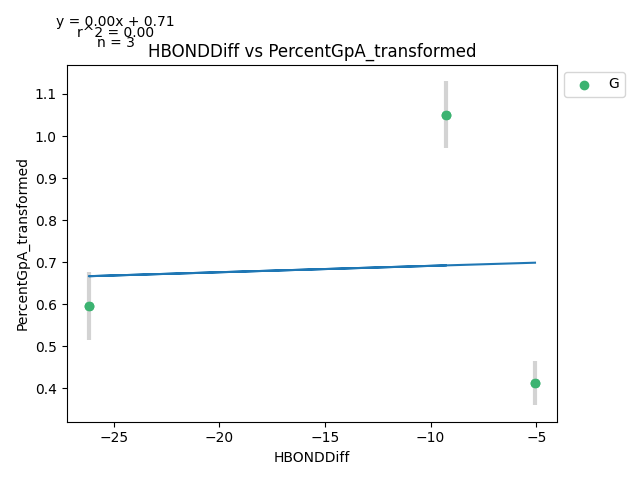 y = 0.00x + 0.71
r^2 = 0.00
n = 3
HBONDDiff vs PercentGpA_transformed
G
1.1
1.0
0.9
0.8
0.7
0.6
0.5
0.4
PercentGpA_transformed
−25
−20
−15
−10
−5
HBONDDiff